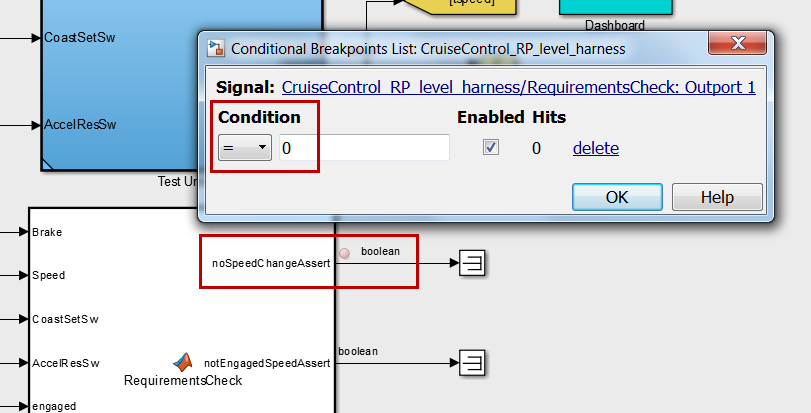 [tspeed]
CoastSetSw
Dashboard
Conditional Breakpoints List: CruiseControl_RP_level_harness
Signal: CruiseControl_RP_level_harness/RequirementsCheck: Outport 1
Condition Enabled Hits
= 0 0 delete
AccelResSw
Test Un
OK Help
Brake
noSpeedChangeAssert boolean
Speed
CoastSetSw
boolean
AccelResSw notEngagedSpeedAssert
RequirementsCheck
engaged